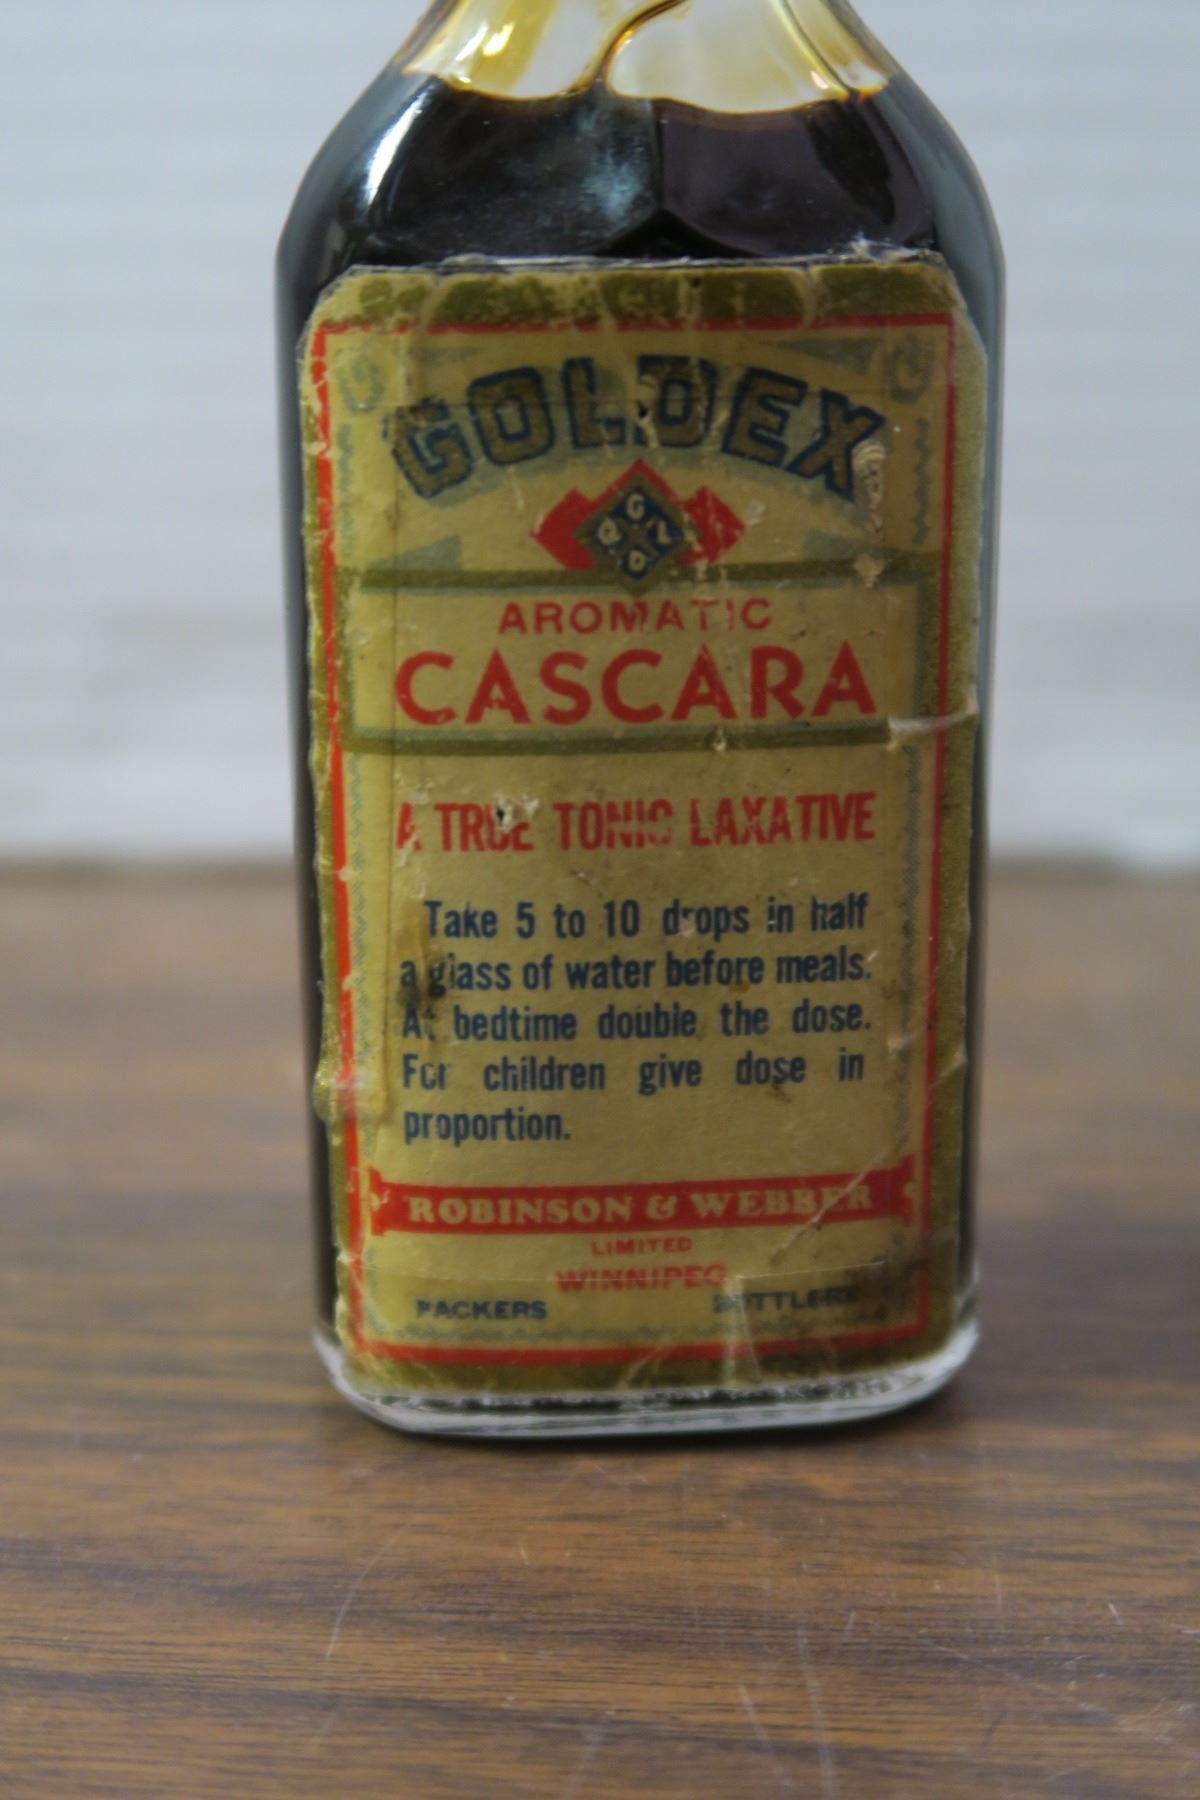 GOLDEX
GOLD
AROMATIC
CASCARA
A TRUE TONIC LAXATIVE
Take 5 to 10 drops in half
a glass of water before meals.
At bedtime double the dose.
For children give dose in
proportion.
ROBINSON & WEBBER
LIMITED
WINNIPEG
PACKERS BOTTLERS